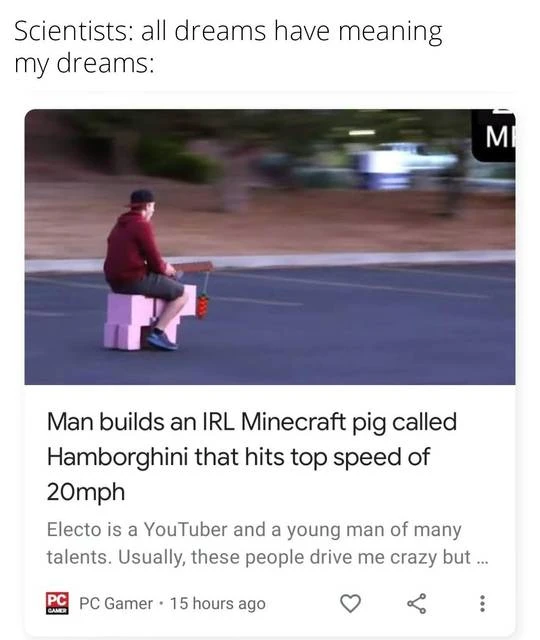 Scientists: all dreams have meaning
my dreams:
Man builds an IRL Minecraft pig called
Hamborghini that hits top speed of
20mph
Electo is a YouTuber and a young man of many
talents. Usually, these people drive me crazy but ...
PC GAMER PC Gamer • 15 hours ago